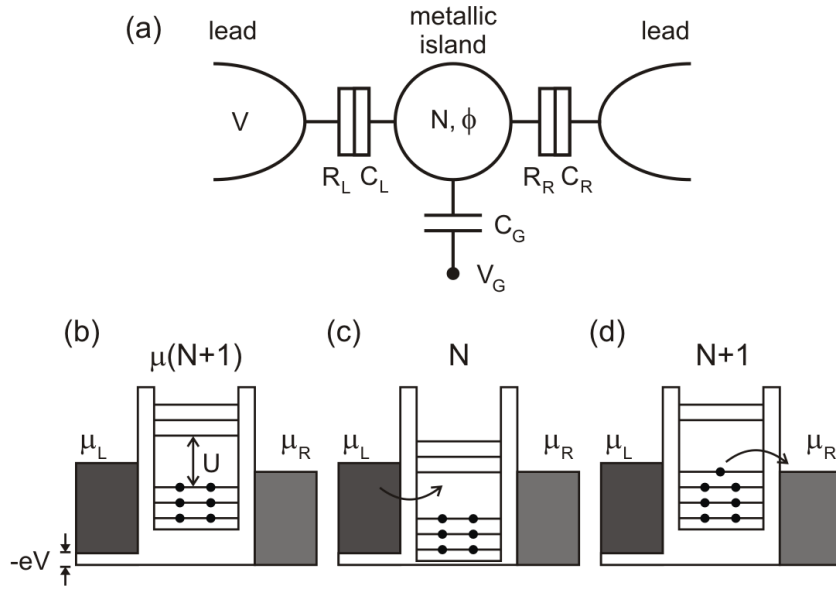 (a)
lead
metallic
island
lead
V
N, ϕ
R_L C_L
R_R C_R
C_G
V_G
(b)
μ(N+1)
μ_L
U
μ_R
-eV
(c)
N
μ_L
μ_R
(d)
N+1
μ_L
μ_R